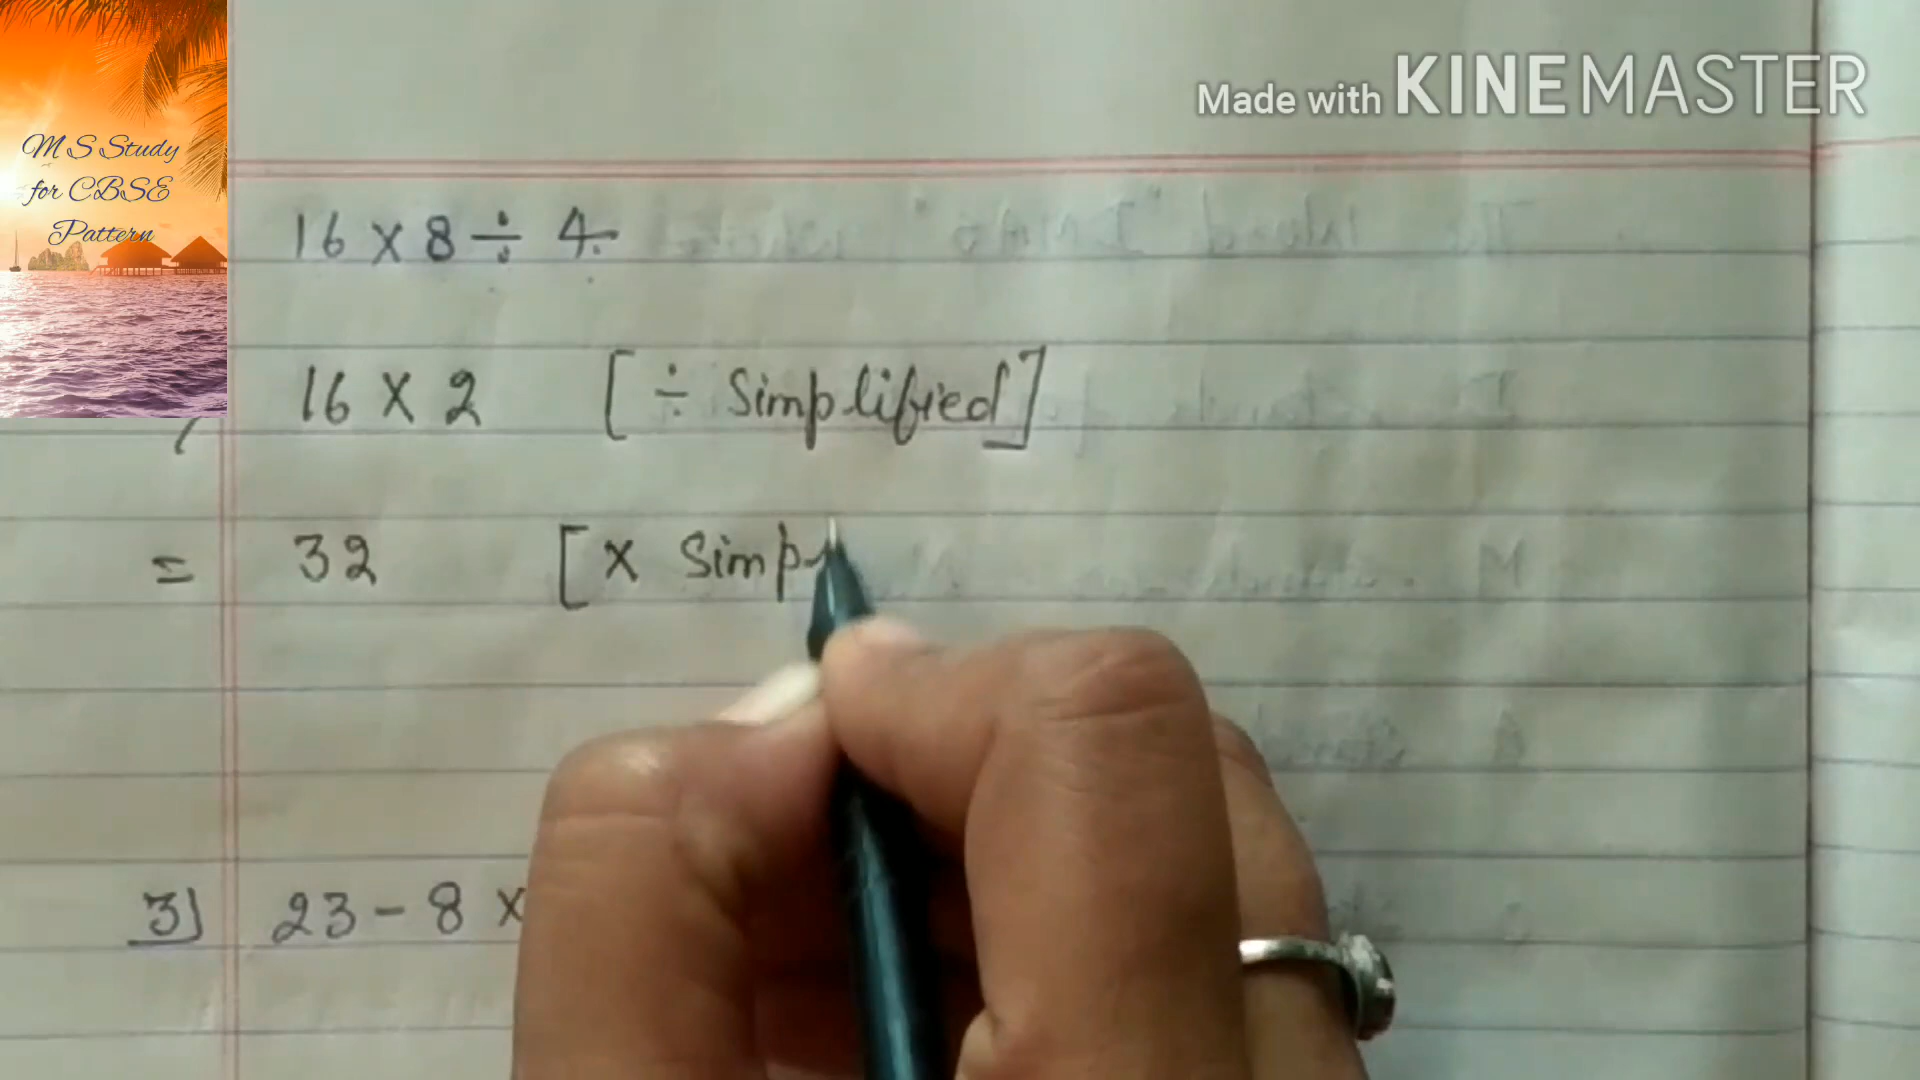 Made with KINEMASTER
M S Study
for CBSE
Pattern
16 × 8 ÷ 4
16 × 2 [ ÷ Simplified ]
= 32 [ × Simp
3) 23 - 8 ×